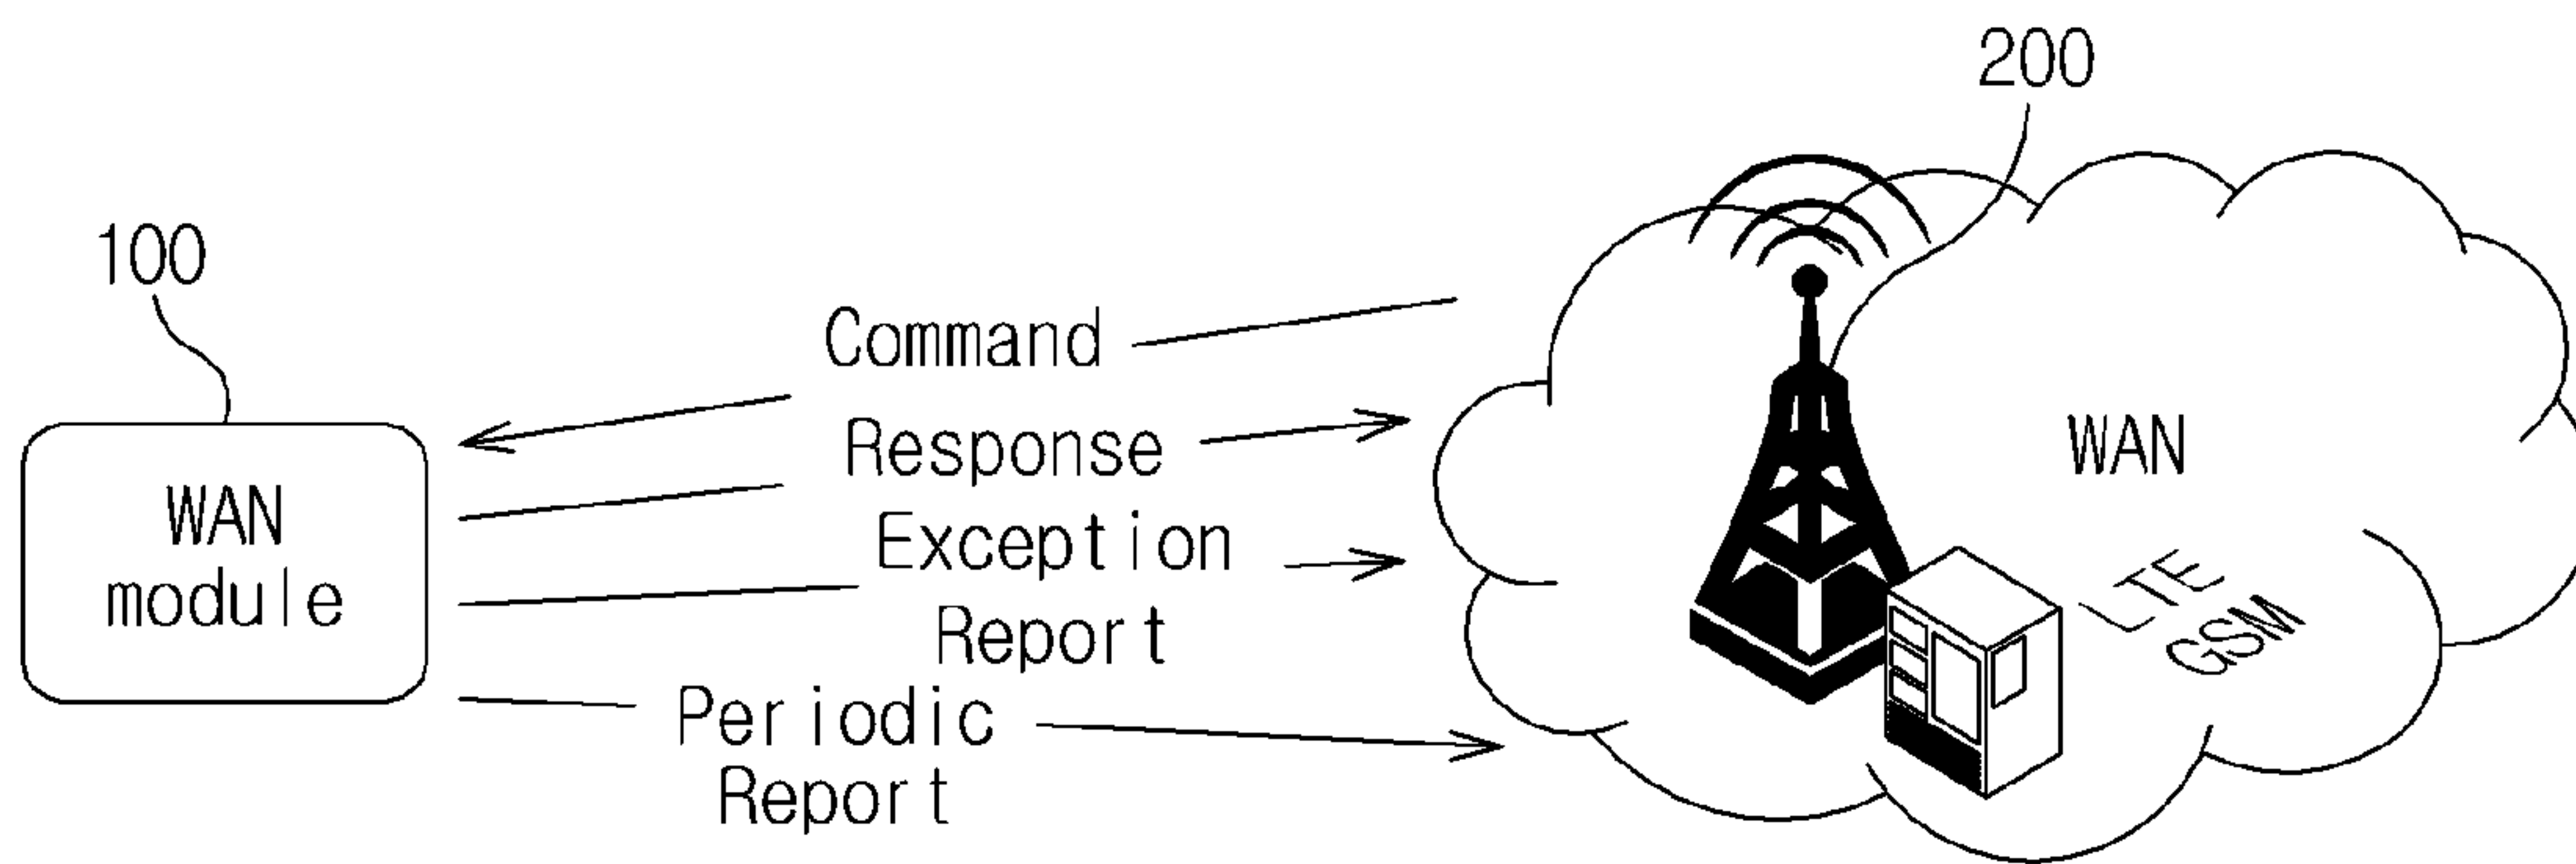 200
100
Command
Response
WAN
module
Exception
Report
Periodic
Report
WAN
LTE
GSM